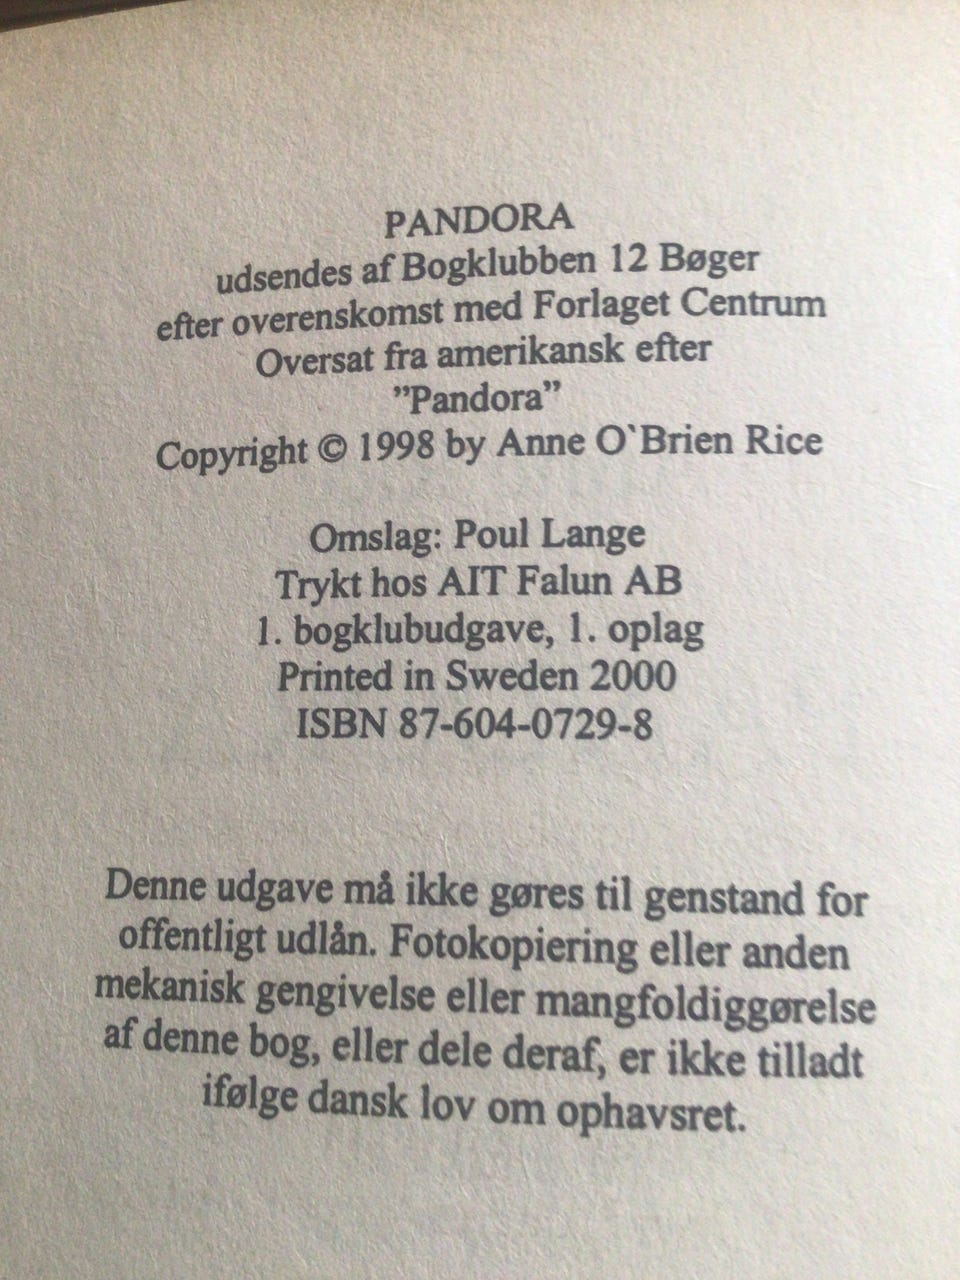 PANDORA
udsendes af Bogklubben 12 Bøger
efter overenskomst med Forlaget Centrum
Oversat fra amerikansk efter
”Pandora”
Copyright © 1998 by Anne O`Brien Rice
Omslag: Poul Lange
Trykt hos AIT Falun AB
1. bogklubudgave, 1. oplag
Printed in Sweden 2000
ISBN 87-604-0729-8
Denne udgave må ikke gøres til genstand for
offentligt udlån. Fotokopiering eller anden
mekanisk gengivelse eller mangfoldiggørelse
af denne bog, eller dele deraf, er ikke tilladt
ifølge dansk lov om ophavsret.